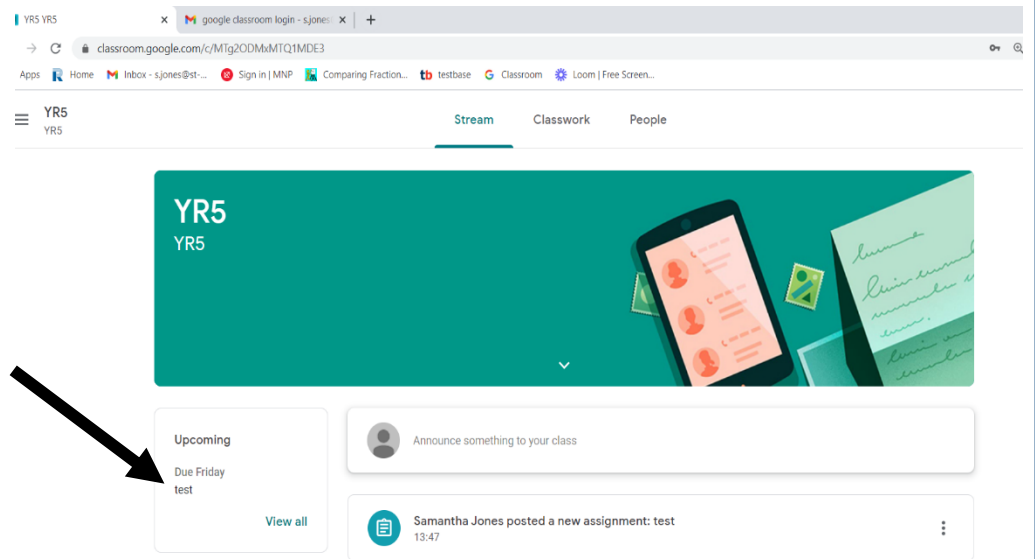 YR5 YR5
google classroom login - s.jones
classroom.google.com/c/MTg2ODMxMTQ1MDE3
Apps Home Inbox - s.jones@st-... Sign in | MNP Comparing Fraction... tb testbase G Classroom Loom | Free Screen...
YR5
YR5
Stream Classwork People
YR5
YR5
Upcoming
Due Friday
test
View all
Announce something to your class
Samantha Jones posted a new assignment: test
13:47